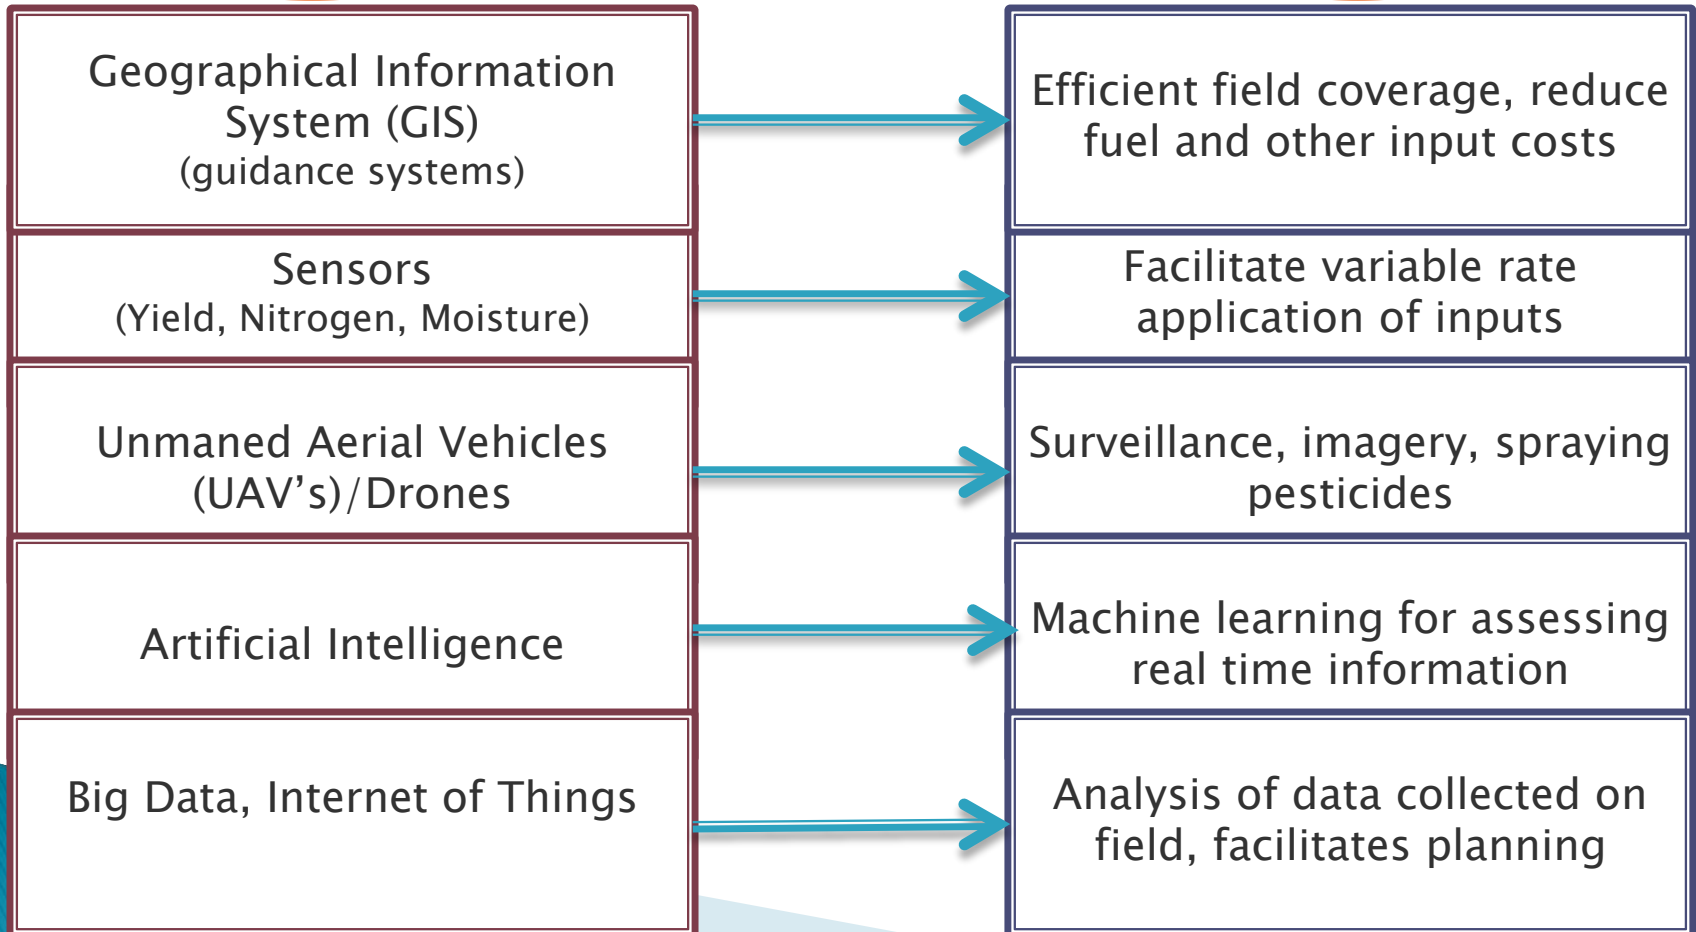 Geographical Information
System (GIS)
(guidance systems)
Efficient field coverage, reduce
fuel and other input costs
Sensors
(Yield, Nitrogen, Moisture)
Facilitate variable rate
application of inputs
Unmaned Aerial Vehicles
(UAV’s)/Drones
Surveillance, imagery, spraying
pesticides
Artificial Intelligence
Machine learning for assessing
real time information
Big Data, Internet of Things
Analysis of data collected on
field, facilitates planning